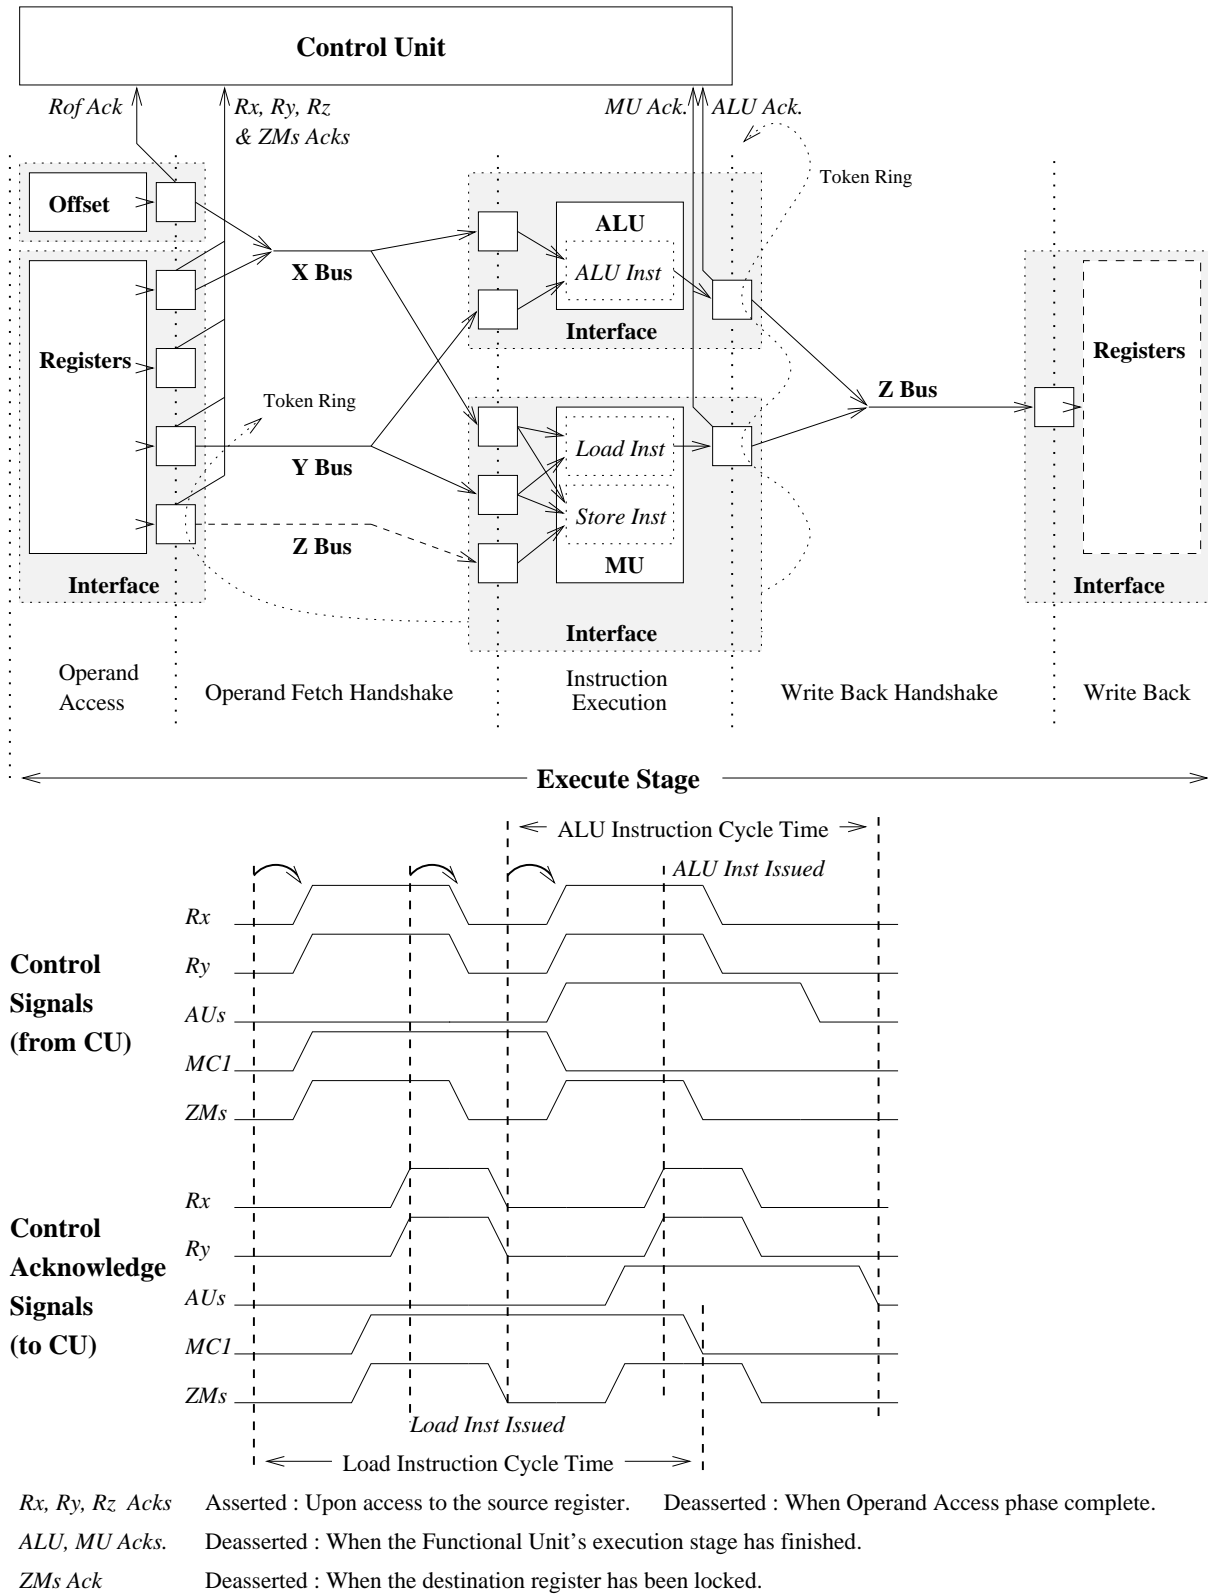 Control Unit
Rof Ack
Rx, Ry, Rz
& ZMs Acks
MU Ack.
ALU Ack.
Token Ring
Offset
ALU
X Bus
ALU Inst
Interface
Registers
Registers
Token Ring
Z Bus
Load Inst
Y Bus
Store Inst
Z Bus
MU
Interface
Interface
Interface
Operand
Access
Operand Fetch Handshake
Instruction
Execution
Write Back Handshake
Write Back
Execute Stage
ALU Instruction Cycle Time
ALU Inst Issued
Control
Signals
(from CU)
Rx
Ry
AUs
MC1
ZMs
Control
Acknowledge
Signals
(to CU)
Rx
Ry
AUs
MC1
ZMs
Load Inst Issued
Load Instruction Cycle Time
Rx, Ry, Rz Acks Asserted : Upon access to the source register. Deasserted : When Operand Access phase complete.
ALU, MU Acks. Deasserted : When the Functional Unit's execution stage has finished.
ZMs Ack Deasserted : When the destination register has been locked.